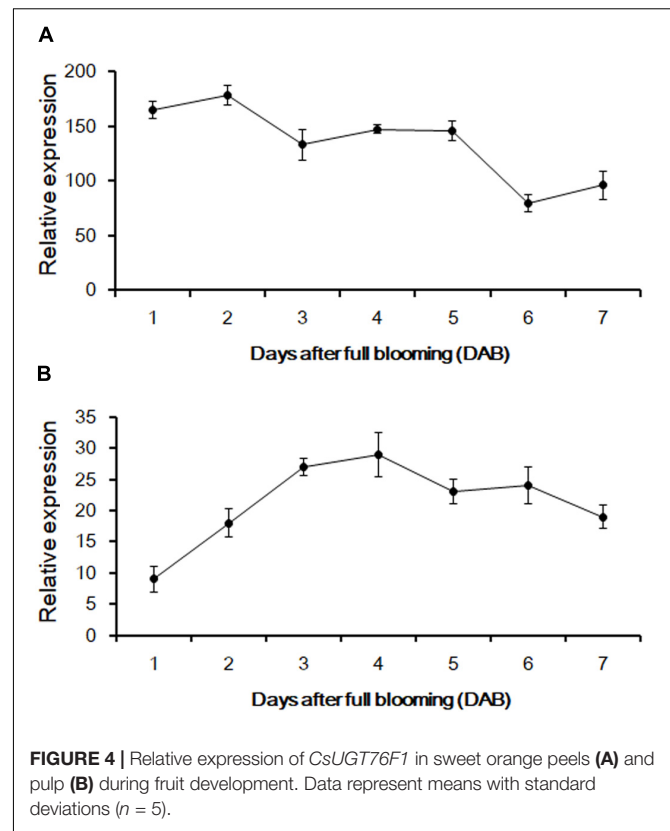 A
200
150
100
50
0
Relative expression
1 2 3 4 5 6 7
Days after full blooming (DAB)
B
35
30
25
20
15
10
5
0
Relative expression
1 2 3 4 5 6 7
Days after full blooming (DAB)
FIGURE 4 | Relative expression of CsUGT76F1 in sweet orange peels (A) and
pulp (B) during fruit development. Data represent means with standard
deviations (n = 5).